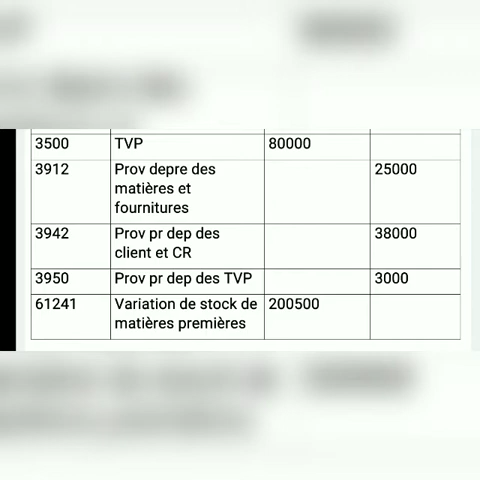 3500 TVP 80000
3912 Prov depre des 25000
matières et
fournitures
3942 Prov pr dep des 38000
client et CR
3950 Prov pr dep des TVP 3000
61241 Variation de stock de 200500
matières premières